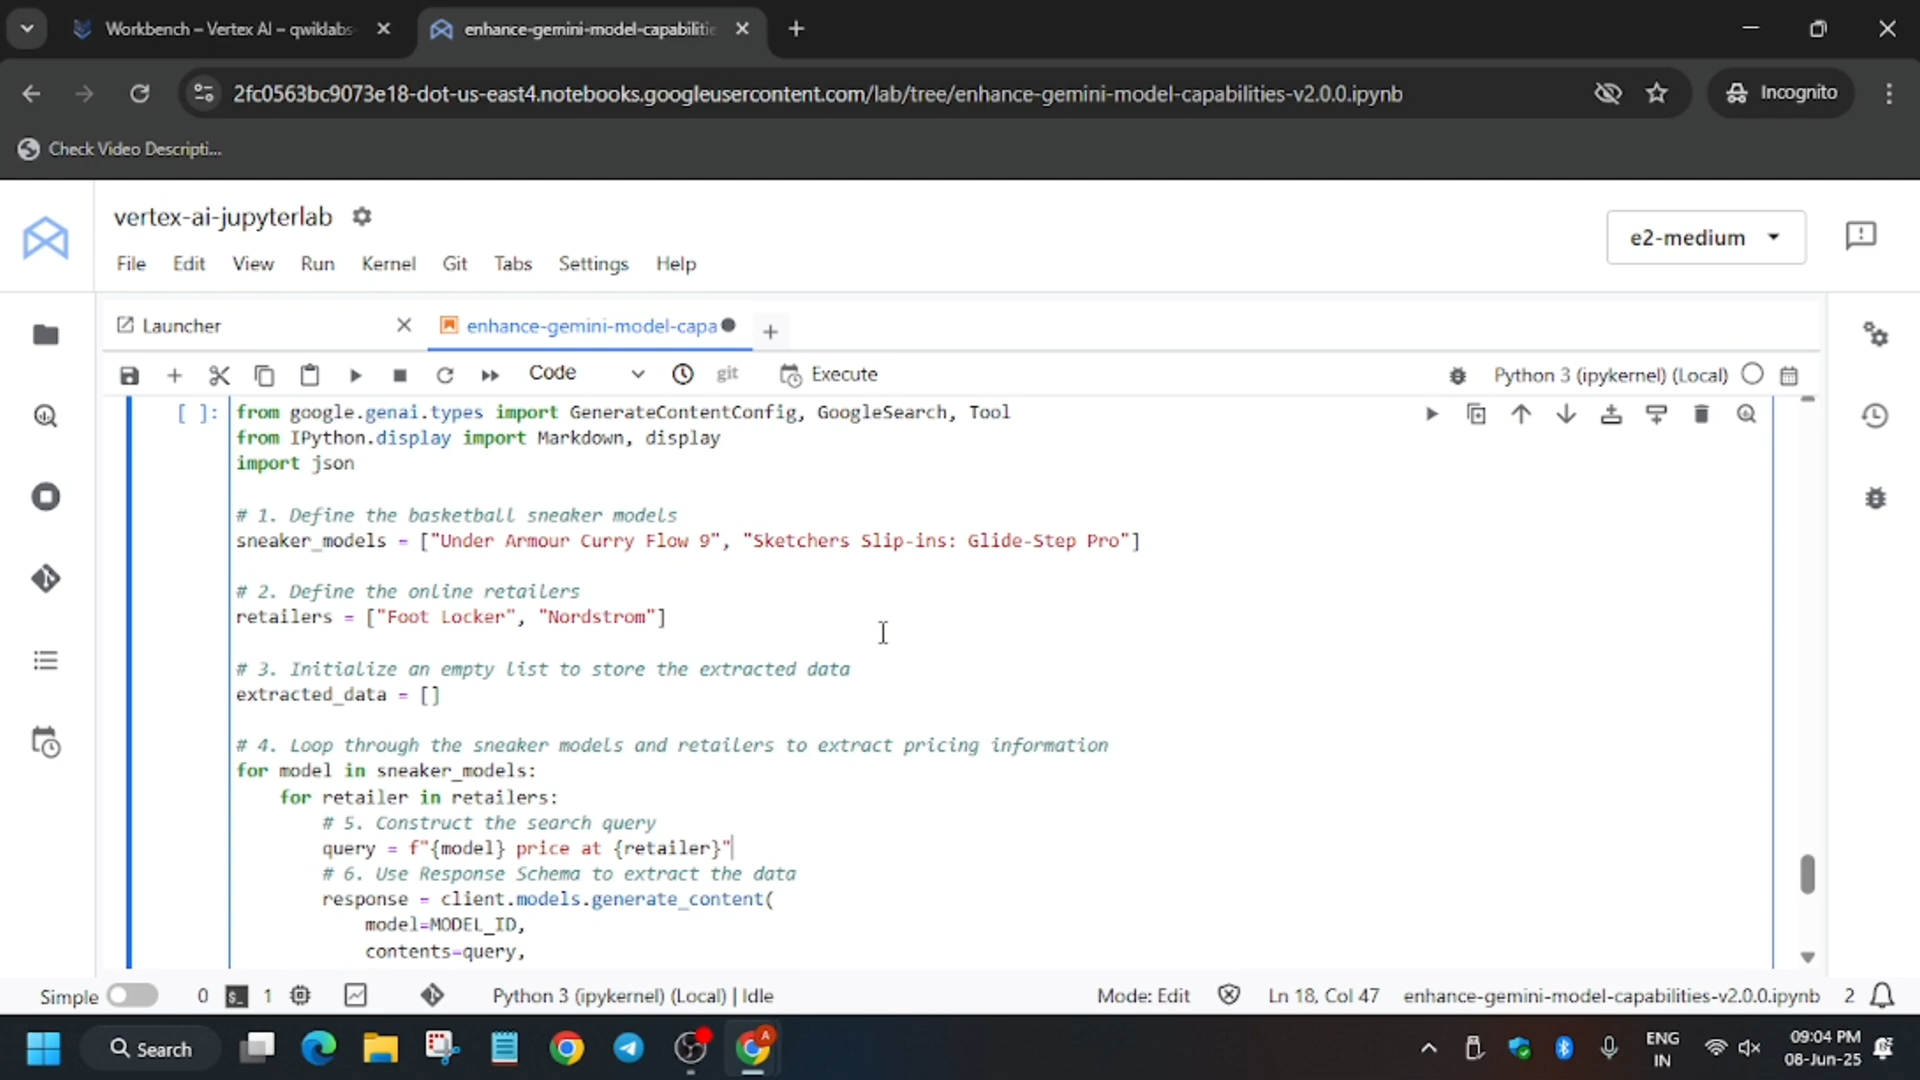 Workbench – Vertex AI – qwiklabs-
enhance-gemini-model-capabilitie
2fc0563bc9073e18-dot-us-east4.notebooks.googleusercontent.com/lab/tree/enhance-gemini-model-capabilities-v2.0.0.ipynb
Incognito
Check Video Descripti...
vertex-ai-jupyterlab
e2-medium
File Edit View Run Kernel Git Tabs Settings Help
Launcher
enhance-gemini-model-capa
Code
git
Execute
Python 3 (ipykernel) (Local)
[ ]:
from google.genai.types import GenerateContentConfig, GoogleSearch, Tool
from IPython.display import Markdown, display
import json
# 1. Define the basketball sneaker models
sneaker_models = ["Under Armour Curry Flow 9", "Sketchers Slip-ins: Glide-Step Pro"]
# 2. Define the online retailers
retailers = ["Foot Locker", "Nordstrom"]
# 3. Initialize an empty list to store the extracted data
extracted_data = []
# 4. Loop through the sneaker models and retailers to extract pricing information
for model in sneaker_models:
for retailer in retailers:
# 5. Construct the search query
query = f"{model} price at {retailer}"
# 6. Use Response Schema to extract the data
response = client.models.generate_content(
model=MODEL_ID,
contents=query,
Simple 0 $_ 1 Python 3 (ipykernel) (Local) | Idle Mode: Edit Ln 18, Col 47 enhance-gemini-model-capabilities-v2.0.0.ipynb 2
Search
A
ENG
IN
09:04 PM
08-Jun-25